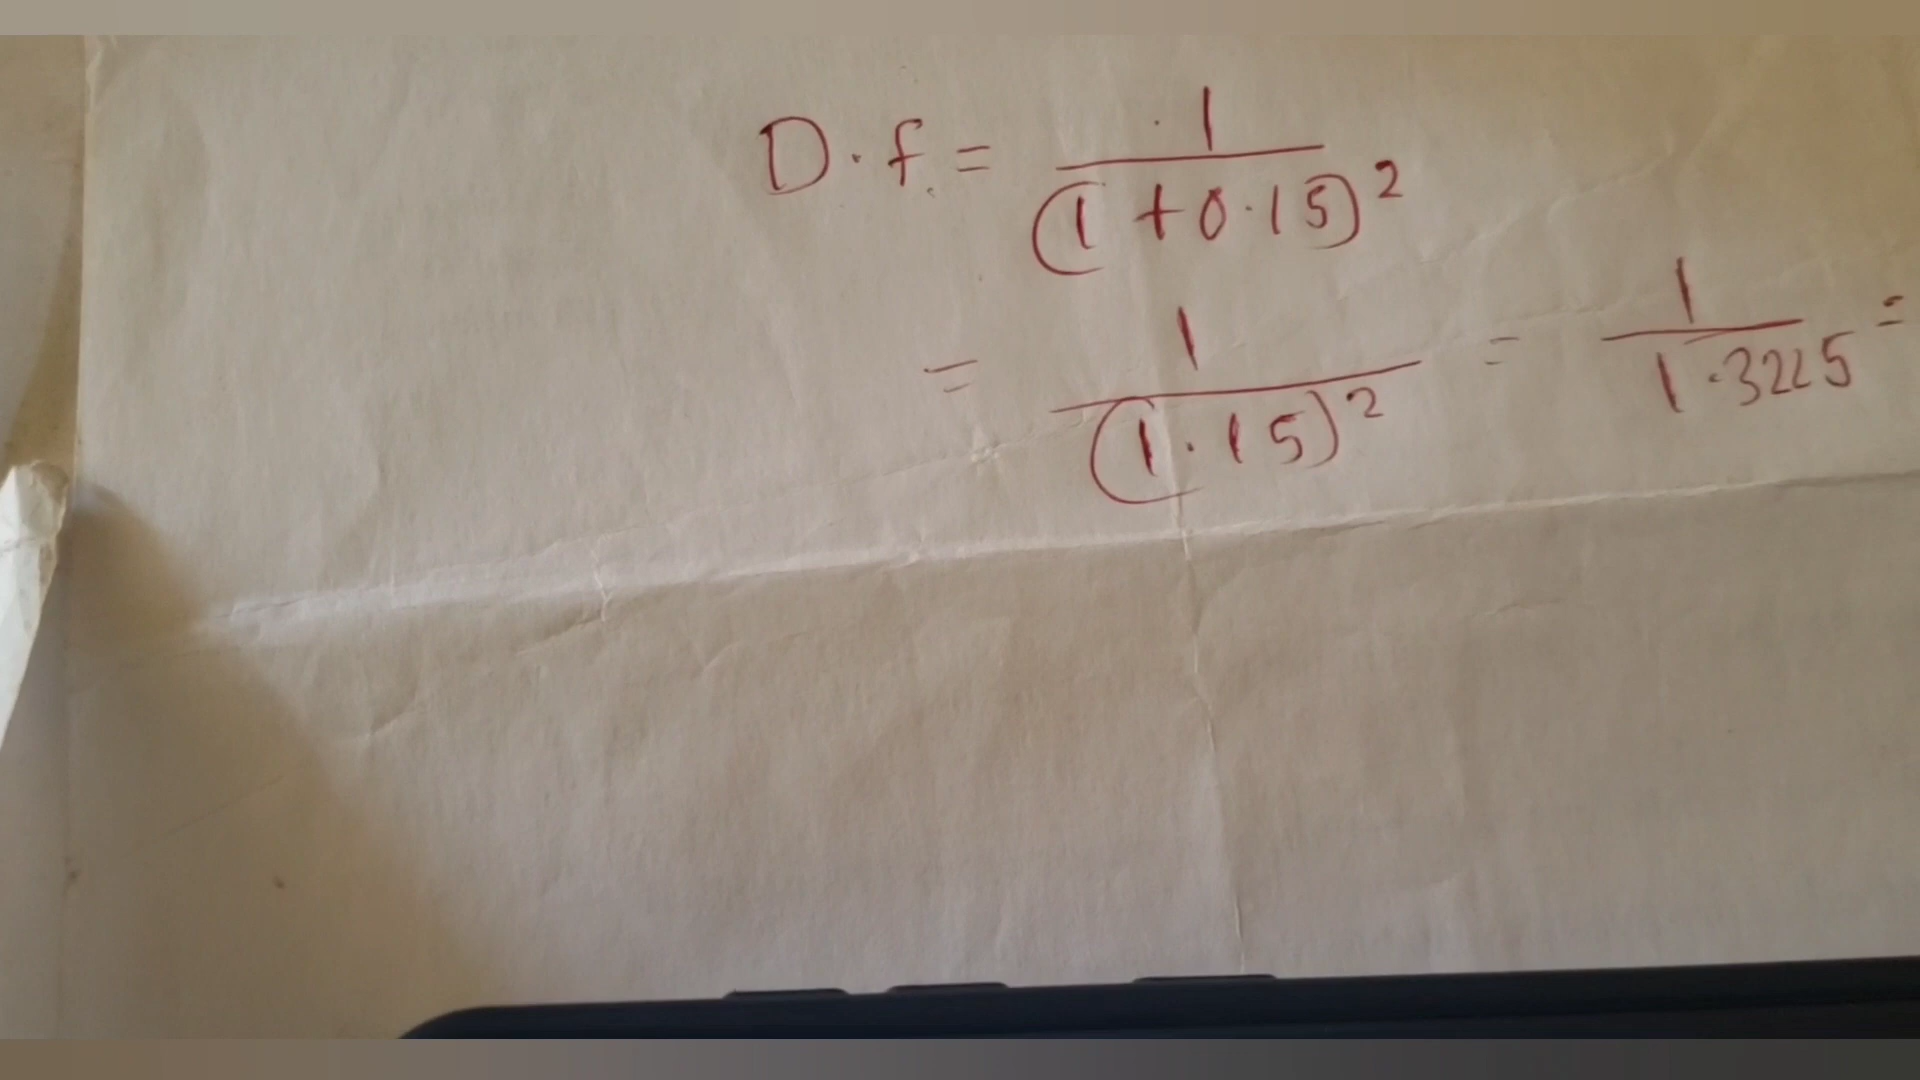 D.f = 1/(1+0.15)²
= 1/(1.15)² = 1/1.3225 =